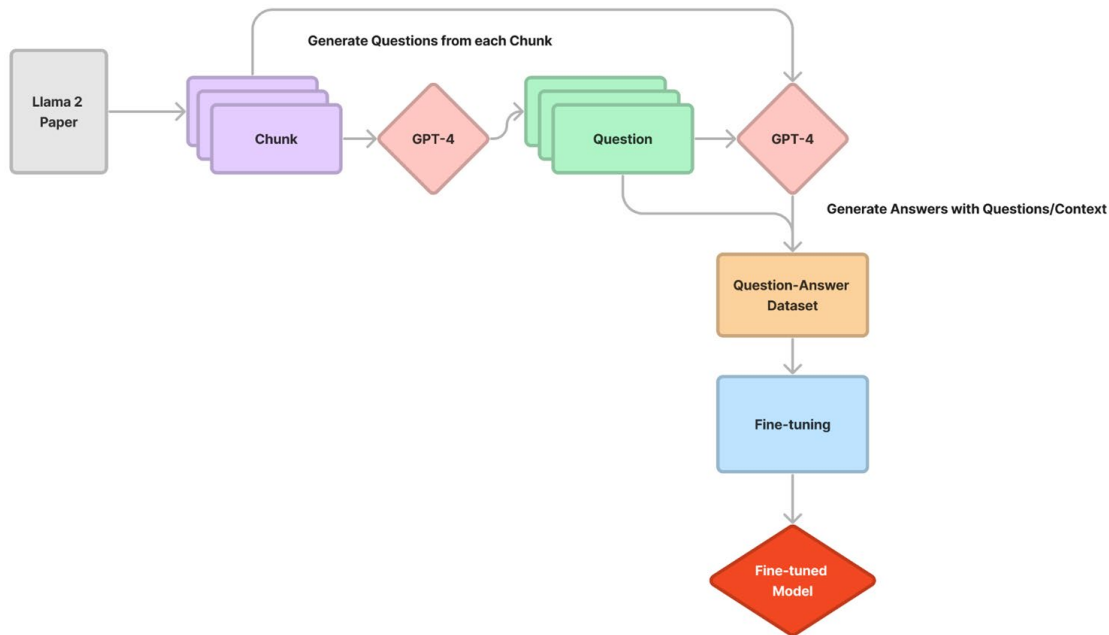 Generate Questions from each Chunk
Llama 2
Paper
Chunk
GPT-4
Question
GPT-4
Generate Answers with Questions/Context
Question-Answer
Dataset
Fine-tuning
Fine-tuned
Model